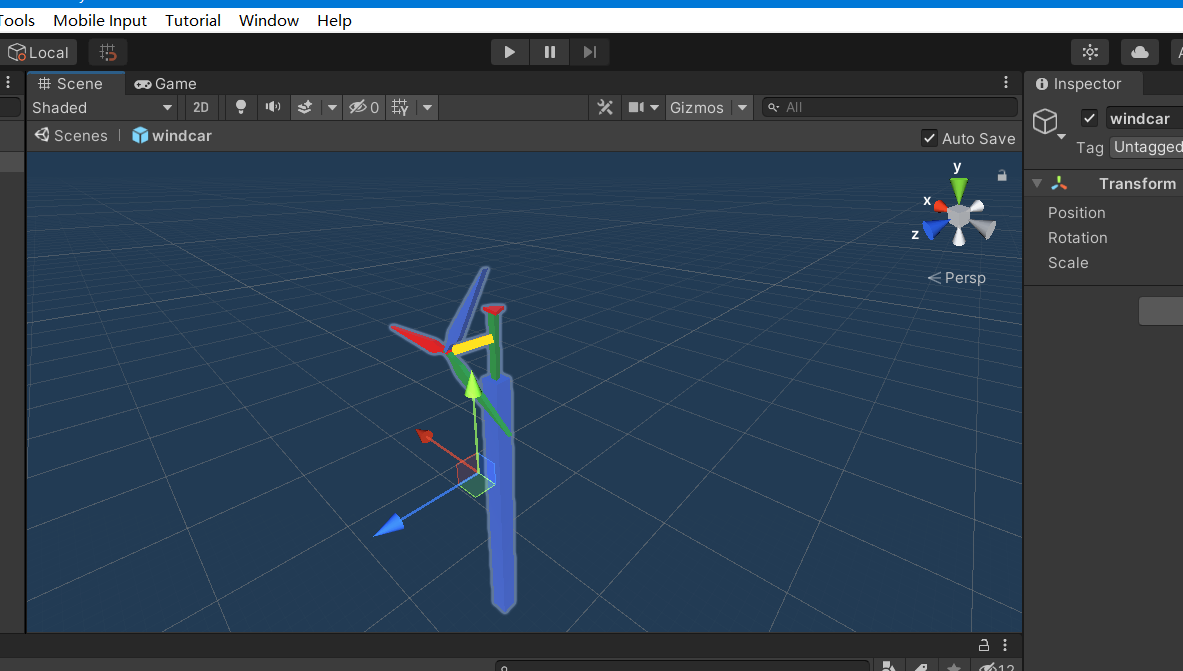 Tools Mobile Input Tutorial Window Help
Local
Scene Game Inspector
Shaded 2D 0 Gizmos All
windcar
Scenes windcar Auto Save
Tag Untagged
y
x
z
Transform
Position
Rotation
Scale
Persp
12